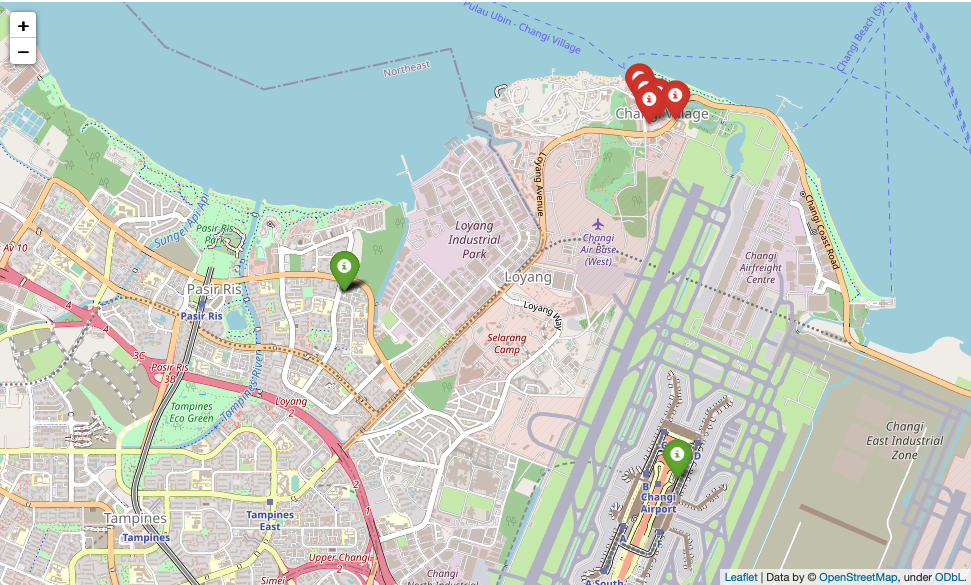 +
−
Pulau Ubin - Changi Village
Changi Beach (Si
Northeast
Changi Village
Loyang Avenue
Sungei Api Api
Pasir Ris
Park
Loyang
Industrial
Park
Changi
Air Base
(West)
Changi Coast Road
Av 10
Changi
Airfreight
Centre
Loyang
Pasir Ris
Pasir Ris
4
4
Loyang Way
Selarang
Camp
3C
Pasir Ris
3B
Tampines River
Tampines
Eco Green
Loyang
2
Changi
East Industrial
Zone
D
B
Changi
Airport
2
1
Tampines
Tampines
Tampines
East
A
F
Upper Changi
2
Simei
Changi
North Industrial
A South
Leaflet | Data by © OpenStreetMap, under ODbL.